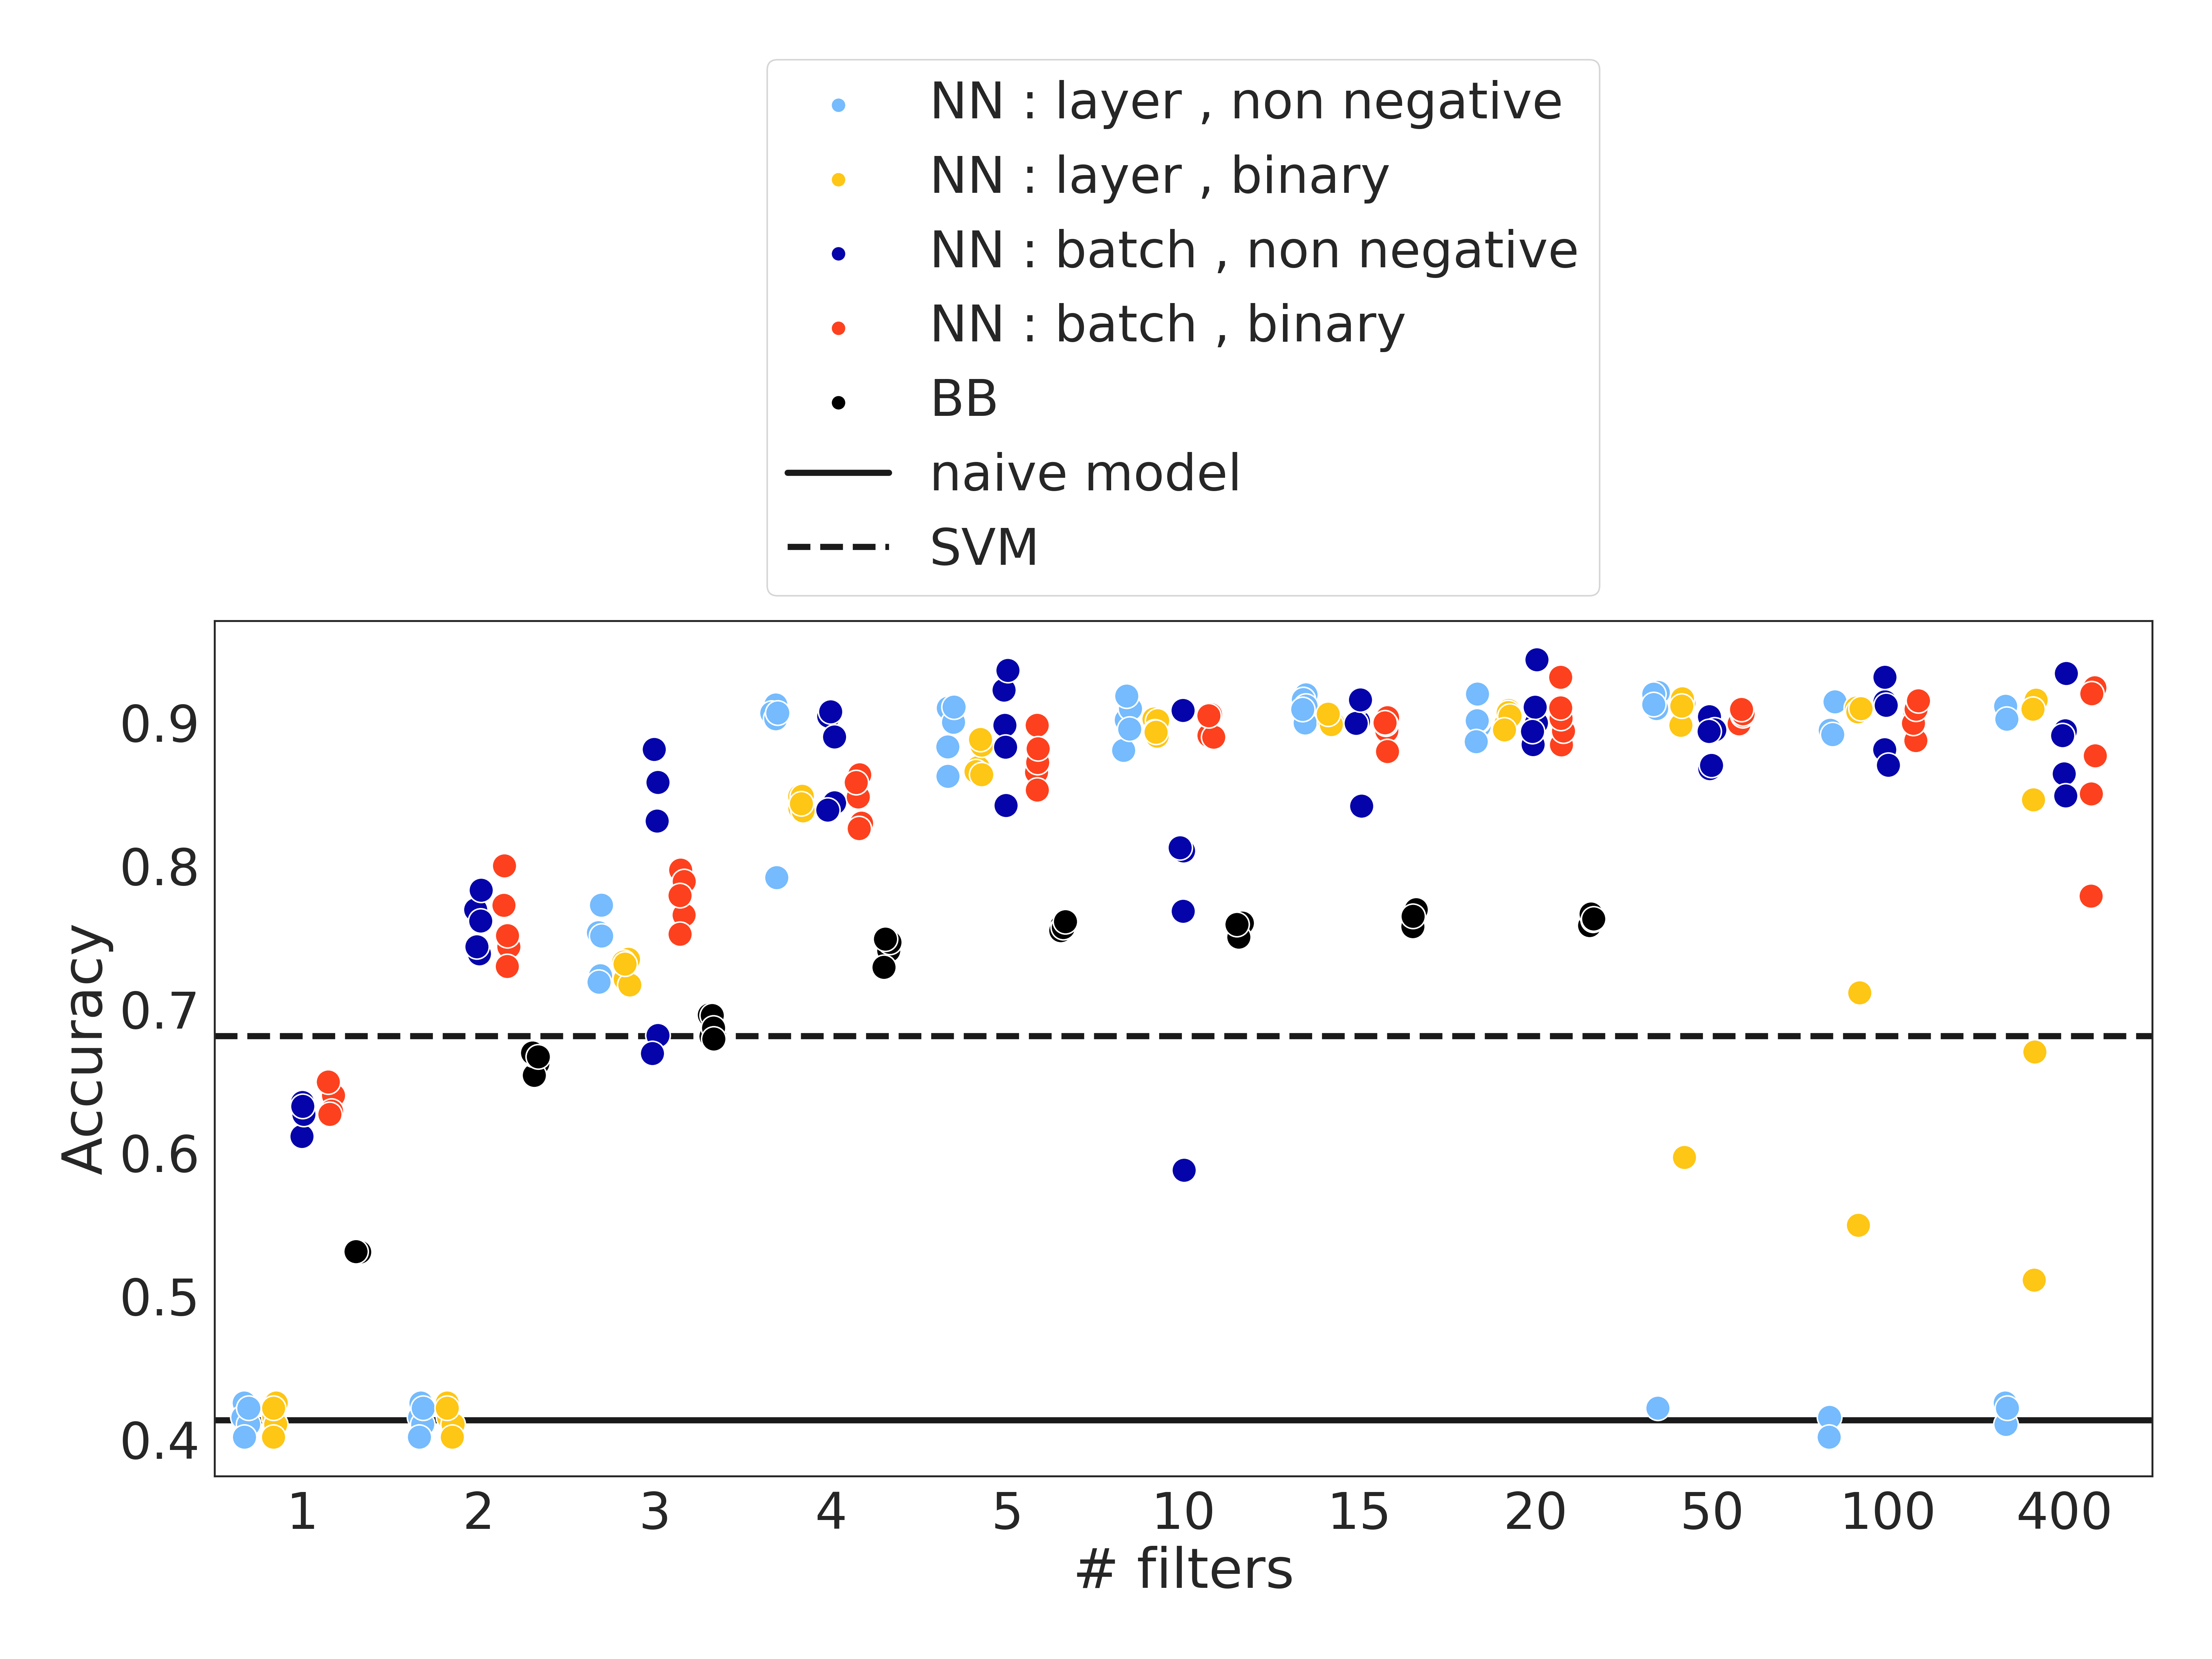 NN : layer , non negative
NN : layer , binary
NN : batch , non negative
NN : batch , binary
BB
naive model
SVM
0.9
0.8
0.7
0.6
0.5
0.4
Accuracy
1 2 3 4 5 10 15 20 50 100 400
# filters